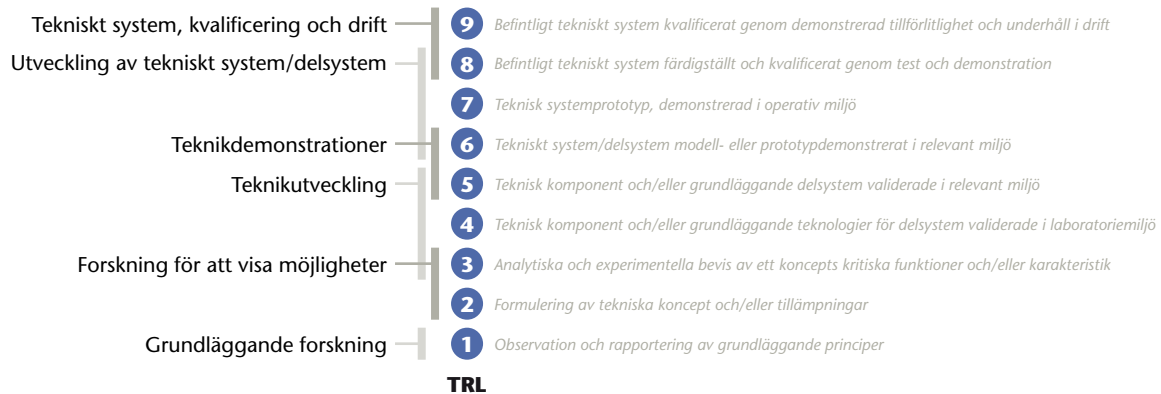 Tekniskt system, kvalificering och drift 9 Befintligt tekniskt system kvalificerat genom demonstrerad tillförlitlighet och underhåll i drift
Utveckling av tekniskt system/delsystem 8 Befintligt tekniskt system färdigställt och kvalificerat genom test och demonstration
7 Teknisk systemprototyp, demonstrerad i operativ miljö
Teknikdemonstrationer 6 Tekniskt system/delsystem modell- eller prototypdemonstrerat i relevant miljö
Teknikutveckling 5 Teknisk komponent och/eller grundläggande delsystem validerade i relevant miljö
4 Teknisk komponent och/eller grundläggande teknologier för delsystem validerade i laboratoriemiljö
Forskning för att visa möjligheter 3 Analytiska och experimentella bevis av ett koncepts kritiska funktioner och/eller karakteristik
2 Formulering av tekniska koncept och/eller tillämpningar
Grundläggande forskning 1 Observation och rapportering av grundläggande principer
TRL